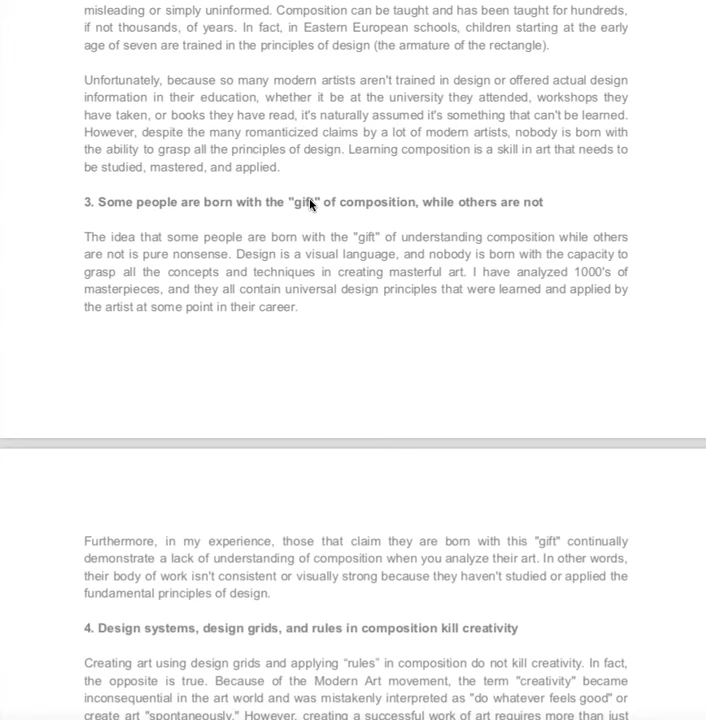 misleading or simply uninformed. Composition can be taught and has been taught for hundreds,
if not thousands, of years. In fact, in Eastern European schools, children starting at the early
age of seven are trained in the principles of design (the armature of the rectangle).
Unfortunately, because so many modern artists aren't trained in design or offered actual design
information in their education, whether it be at the university they attended, workshops they
have taken, or books they have read, it's naturally assumed it's something that can't be learned.
However, despite the many romanticized claims by a lot of modern artists, nobody is born with
the ability to grasp all the principles of design. Learning composition is a skill in art that needs to
be studied, mastered, and applied.
3. Some people are born with the "gift" of composition, while others are not
The idea that some people are born with the "gift" of understanding composition while others
are not is pure nonsense. Design is a visual language, and nobody is born with the capacity to
grasp all the concepts and techniques in creating masterful art. I have analyzed 1000's of
masterpieces, and they all contain universal design principles that were learned and applied by
the artist at some point in their career.
Furthermore, in my experience, those that claim they are born with this "gift" continually
demonstrate a lack of understanding of composition when you analyze their art. In other words,
their body of work isn't consistent or visually strong because they haven't studied or applied the
fundamental principles of design.
4. Design systems, design grids, and rules in composition kill creativity
Creating art using design grids and applying “rules” in composition do not kill creativity. In fact,
the opposite is true. Because of the Modern Art movement, the term "creativity" became
inconsequential in the art world and was mistakenly interpreted as "do whatever feels good" or
create art "spontaneously." However, creating a successful work of art requires more than just